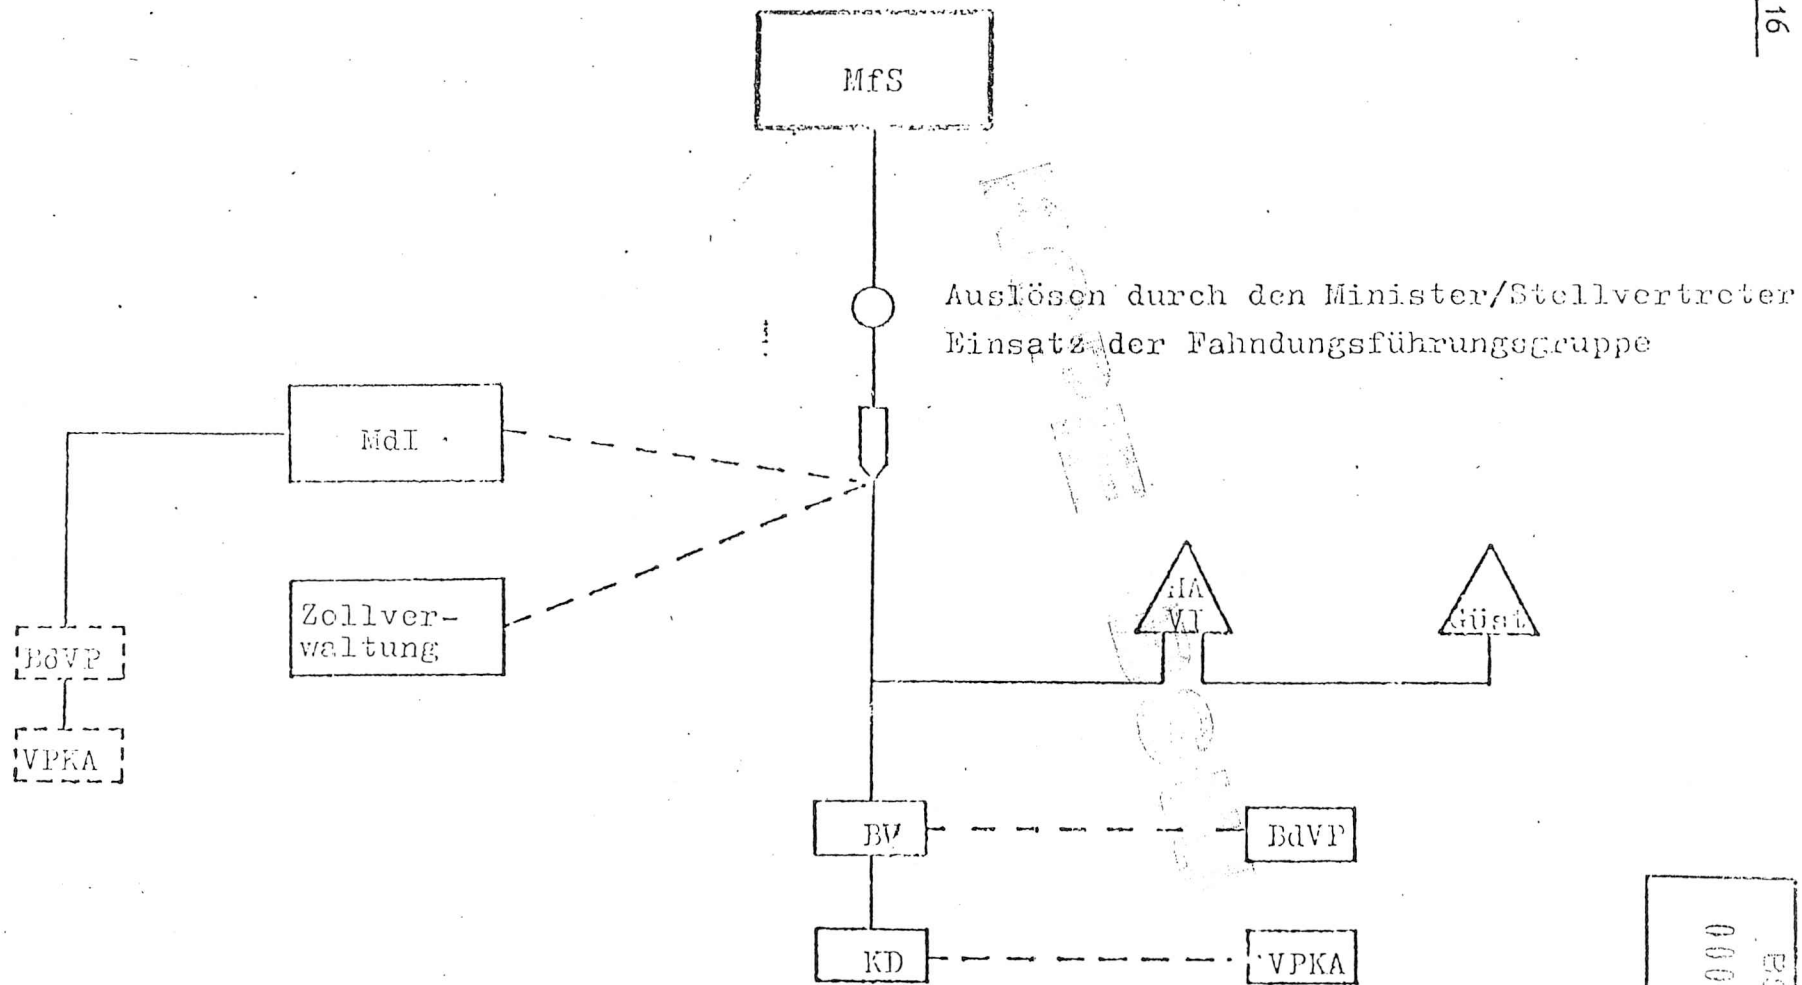 16
MfS
Auslösen durch den Minister/Stellvertreter
Einsatz der Fahndungsführungsgruppe
MdI
Zollver-
waltung
HA
VI
Güst
BdVP
VPKA
BV
BdVP
KD
VPKA
000